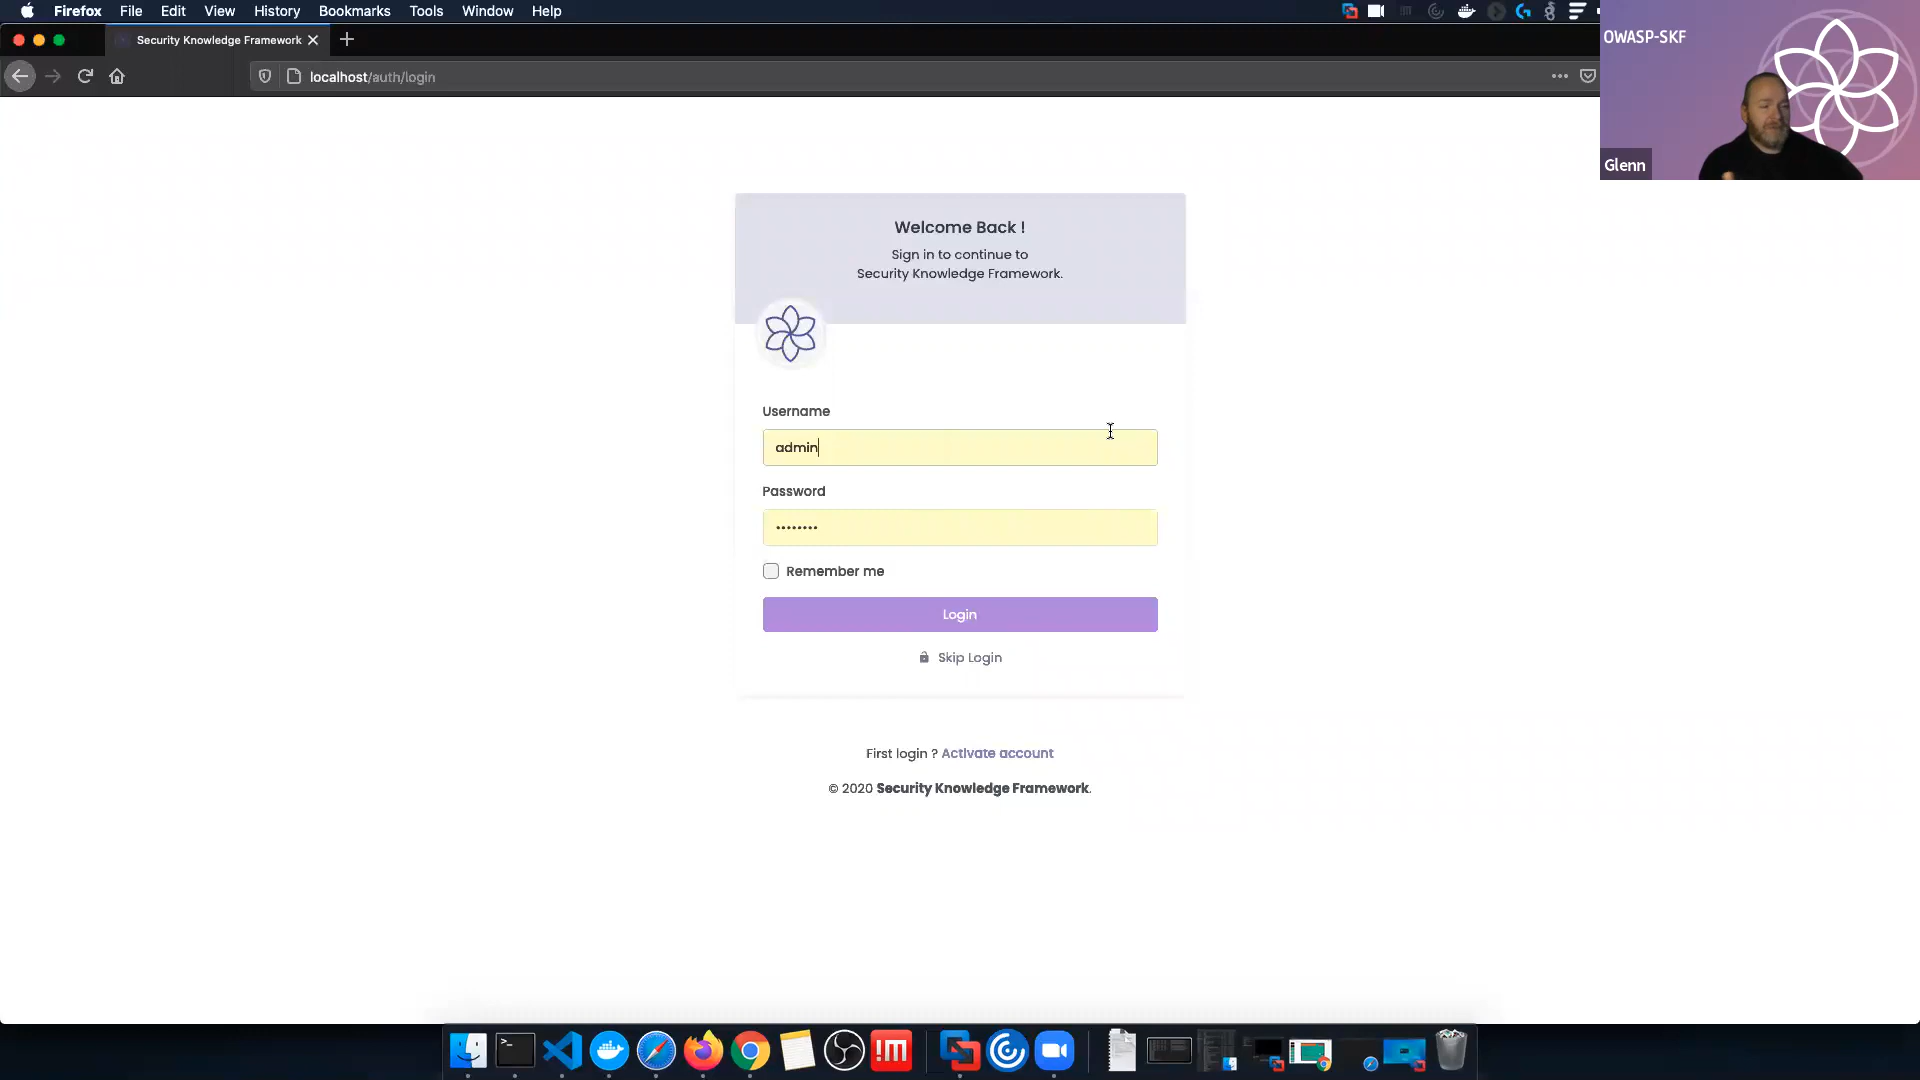 Firefox File Edit View History Bookmarks Tools Window Help
Security Knowledge Framework
localhost/auth/login
OWASP-SKF
Glenn
Welcome Back !
Sign in to continue to
Security Knowledge Framework.
Username
admin
Password
••••••••
Remember me
Login
Skip Login
First login ? Activate account
© 2020 Security Knowledge Framework.